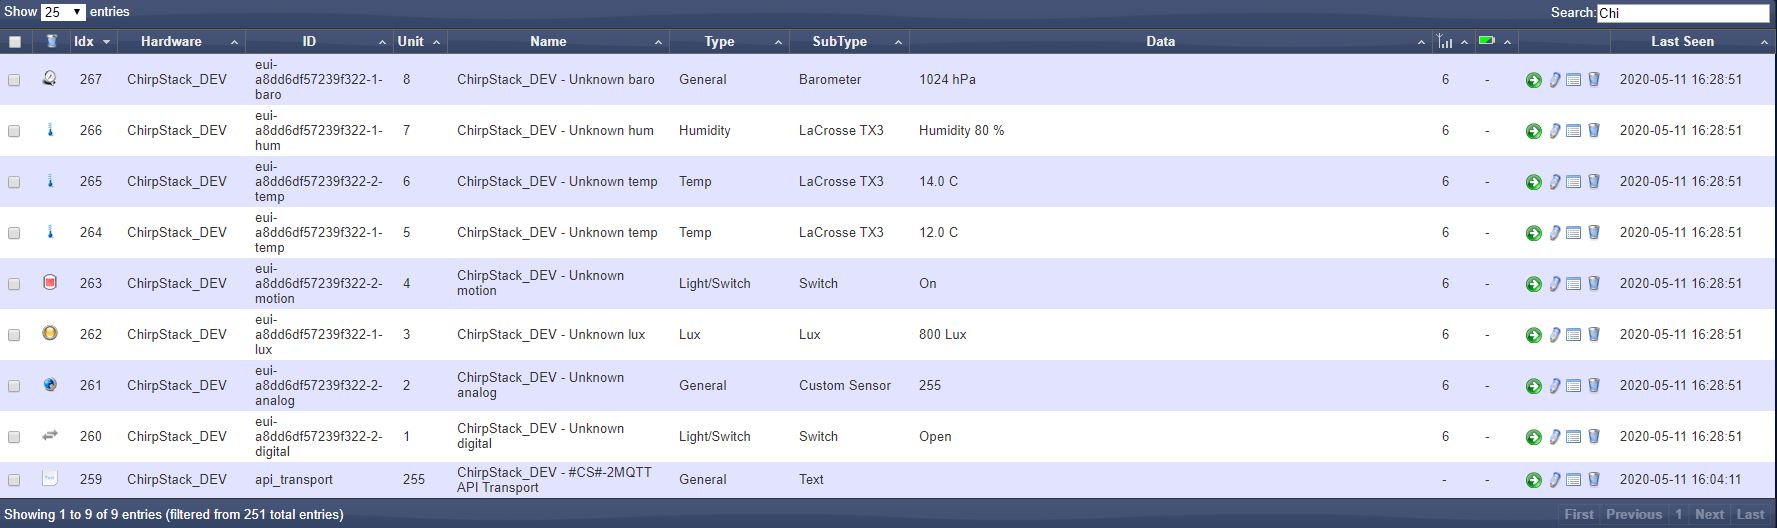 Show 25 entries Search: Chi
Idx Hardware ID Unit Name Type SubType Data Last Seen
267 ChirpStack_DEV eui-a8dd6df57239f322-1-baro 8 ChirpStack_DEV - Unknown baro General Barometer 1024 hPa 6 - 2020-05-11 16:28:51
266 ChirpStack_DEV eui-a8dd6df57239f322-1-hum 7 ChirpStack_DEV - Unknown hum Humidity LaCrosse TX3 Humidity 80 % 6 - 2020-05-11 16:28:51
265 ChirpStack_DEV eui-a8dd6df57239f322-2-temp 6 ChirpStack_DEV - Unknown temp Temp LaCrosse TX3 14.0 C 6 - 2020-05-11 16:28:51
264 ChirpStack_DEV eui-a8dd6df57239f322-1-temp 5 ChirpStack_DEV - Unknown temp Temp LaCrosse TX3 12.0 C 6 - 2020-05-11 16:28:51
263 ChirpStack_DEV eui-a8dd6df57239f322-2-motion 4 ChirpStack_DEV - Unknown motion Light/Switch Switch On 6 - 2020-05-11 16:28:51
262 ChirpStack_DEV eui-a8dd6df57239f322-1-lux 3 ChirpStack_DEV - Unknown lux Lux Lux 800 Lux 6 - 2020-05-11 16:28:51
261 ChirpStack_DEV eui-a8dd6df57239f322-2-analog 2 ChirpStack_DEV - Unknown analog General Custom Sensor 255 6 - 2020-05-11 16:28:51
260 ChirpStack_DEV eui-a8dd6df57239f322-2-digital 1 ChirpStack_DEV - Unknown digital Light/Switch Switch Open 6 - 2020-05-11 16:28:51
259 ChirpStack_DEV api_transport 255 ChirpStack_DEV - #CS#-2MQTT API Transport General Text - - 2020-05-11 16:04:11
Showing 1 to 9 of 9 entries (filtered from 251 total entries) First Previous 1 Next Last